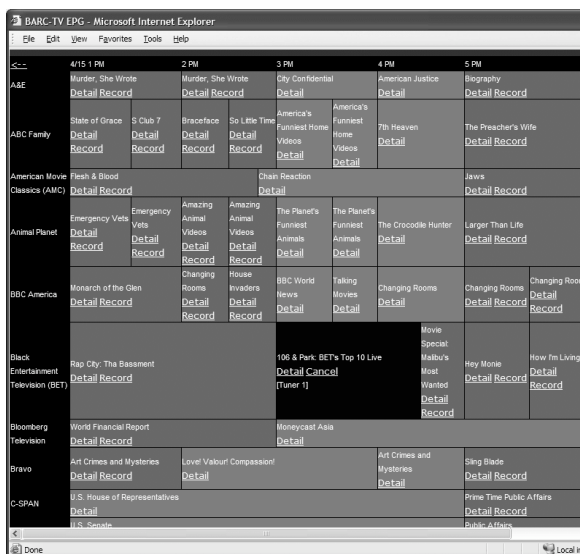 BARC-TV EPG - Microsoft Internet Explorer
File Edit View Favorites Tools Help
<-- 4/15 1 PM 2 PM 3 PM 4 PM 5 PM
A&E
Murder, She Wrote
Detail Record
Murder, She Wrote
Detail Record
City Confidential
Detail
American Justice
Detail
Biography
Detail Record
ABC Family
State of Grace
Detail
Record
S Club 7
Detail
Record
Braceface
Detail
Record
So Little Time
Detail
Record
America's
Funniest Home
Videos
Detail
America's
Funniest
Home
Videos
Detail
7th Heaven
Detail
The Preacher's Wife
Detail Record
American Movie
Classics (AMC)
Flesh & Blood
Detail Record
Chain Reaction
Detail
Jaws
Detail Record
Animal Planet
Emergency Vets
Detail
Record
Emergency
Vets
Detail
Record
Amazing
Animal
Videos
Detail
Record
Amazing
Animal
Videos
Detail
Record
The Planet's
Funniest
Animals
Detail
The Planet's
Funniest
Animals
Detail
The Crocodile Hunter
Detail
Larger Than Life
Detail Record
BBC America
Monarch of the Glen
Detail Record
Changing
Rooms
Detail
Record
House
Invaders
Detail
Record
BBC World
News
Detail
Talking
Movies
Detail
Changing Rooms
Detail
Changing Rooms
Detail Record
Changing Roo
Detail
Record
Black
Entertainment
Television (BET)
Rap City: Tha Bassment
Detail Record
106 & Park: BET's Top 10 Live
Detail Cancel
[Tuner 1]
Movie
Special:
Malibu's
Most
Wanted
Detail
Record
Hey Monie
Detail Record
How I'm Living
Detail
Record
Bloomberg
Television
World Financial Report
Detail Record
Moneycast Asia
Detail
Bravo
Art Crimes and Mysteries
Detail Record
Love! Valour! Compassion!
Detail
Art Crimes and
Mysteries
Detail
Sling Blade
Detail Record
C-SPAN
U.S. House of Representatives
Detail
Prime Time Public Affairs
Detail Record
U.S. Senate
Public Affairs
Done
Local i